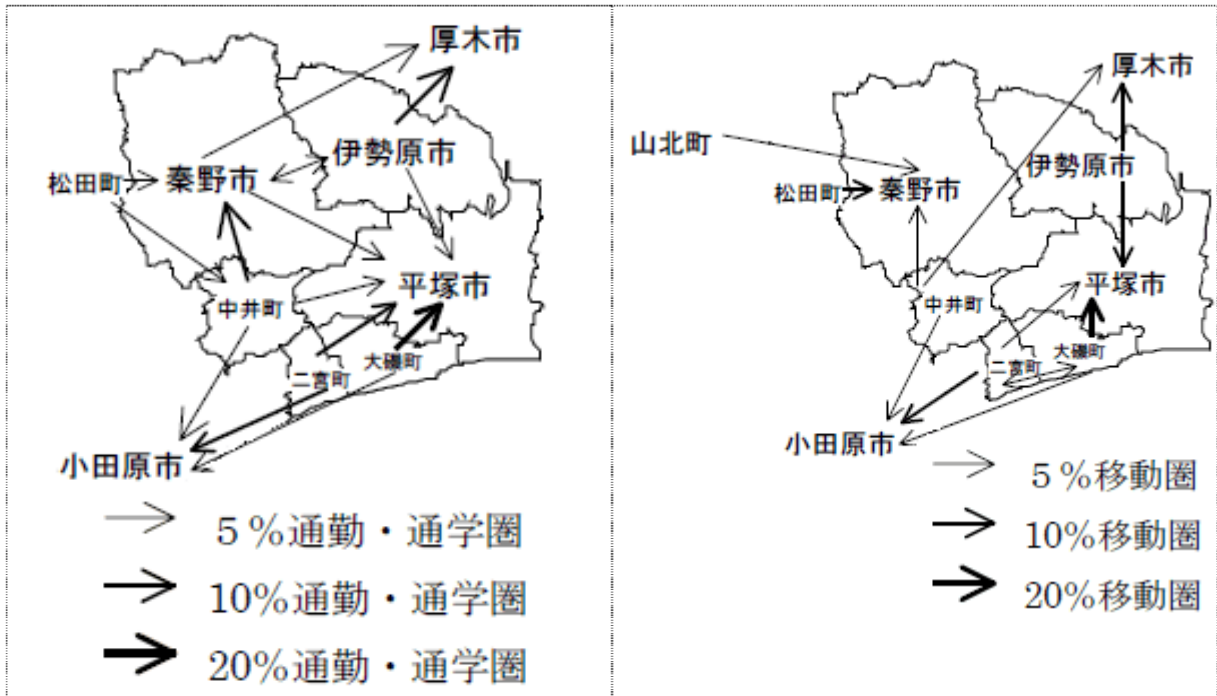 厚木市
伊勢原市
松田町
秦野市
平塚市
中井町
大磯町
二宮町
小田原市
5%通勤・通学圏
10%通勤・通学圏
20%通勤・通学圏
厚木市
山北町
伊勢原市
松田町
秦野市
平塚市
中井町
大磯町
二宮町
小田原市
5%移動圏
10%移動圏
20%移動圏